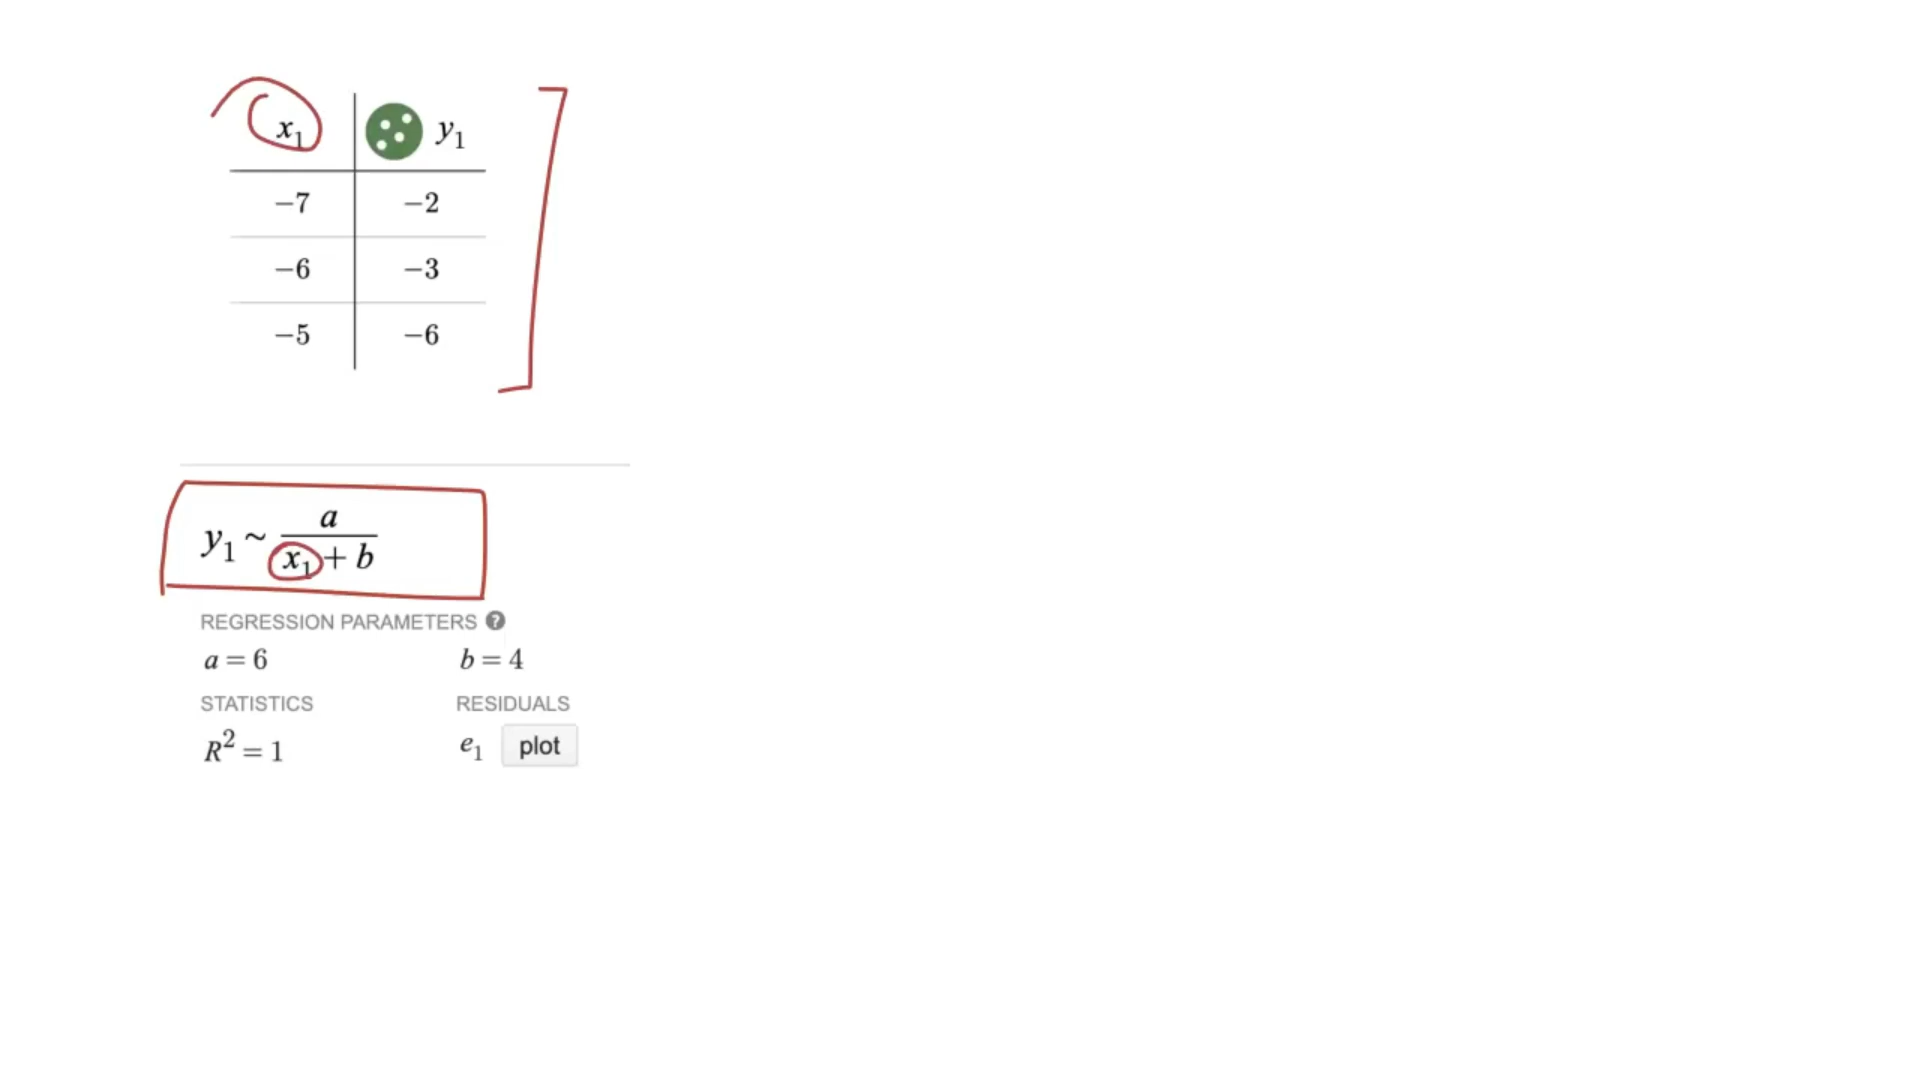 x₁ y₁
−7 −2
−6 −3
−5 −6
y₁ ~ a / (x₁ + b)
REGRESSION PARAMETERS ?
a = 6 b = 4
STATISTICS RESIDUALS
R² = 1 e₁ plot